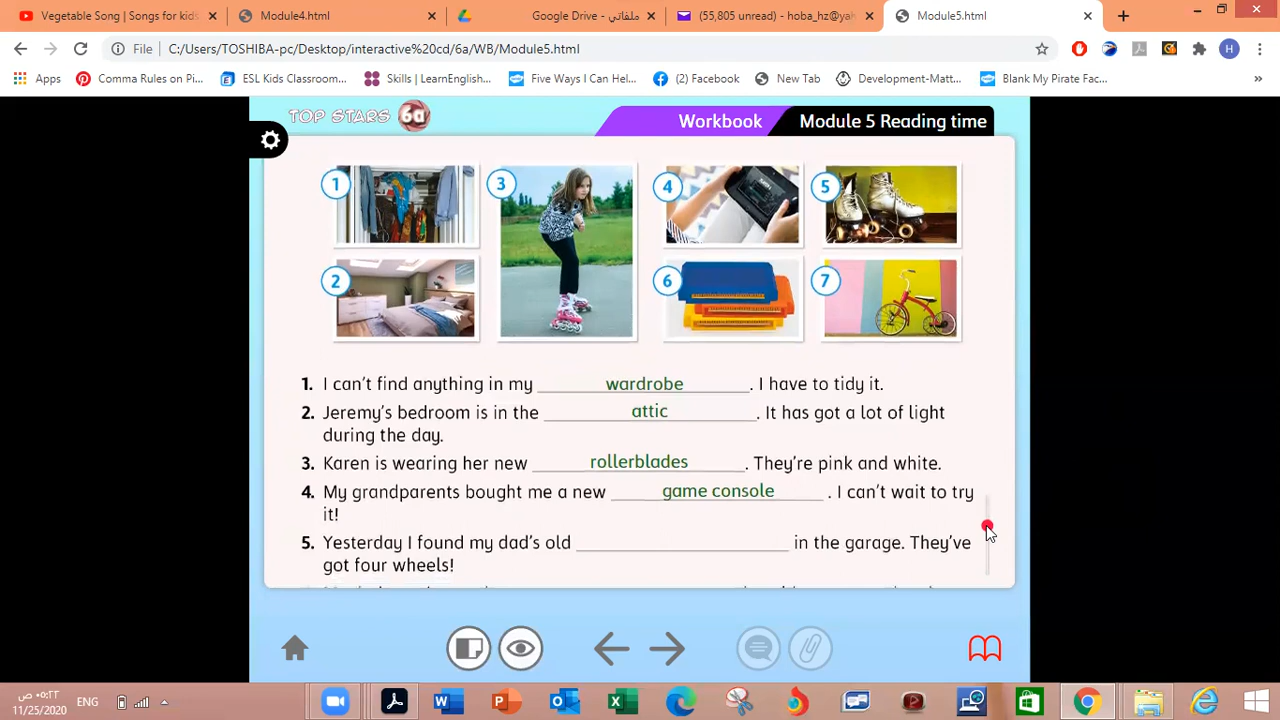 Vegetable Song | Songs for kids
Module4.html
ملفاتي - Google Drive
(55,805 unread) - hoba_hz@yah
Module5.html
File C:/Users/TOSHIBA-pc/Desktop/interactive%20cd/6a/WB/Module5.html
H
Apps Comma Rules on Pi... ESL Kids Classroom... Skills | LearnEnglish... Five Ways I Can Hel... (2) Facebook New Tab Development-Matt... Blank My Pirate Fac... »
TOP STARS 6a
Workbook Module 5 Reading time
1 3 4 5
2 6 7
1. I can't find anything in my wardrobe. I have to tidy it.
2. Jeremy's bedroom is in the attic. It has got a lot of light
during the day.
3. Karen is wearing her new rollerblades. They're pink and white.
4. My grandparents bought me a new game console. I can't wait to try
it!
5. Yesterday I found my dad's old ____ in the garage. They've
got four wheels!
٠٥:٢٣ ص
11/25/2020
ENG